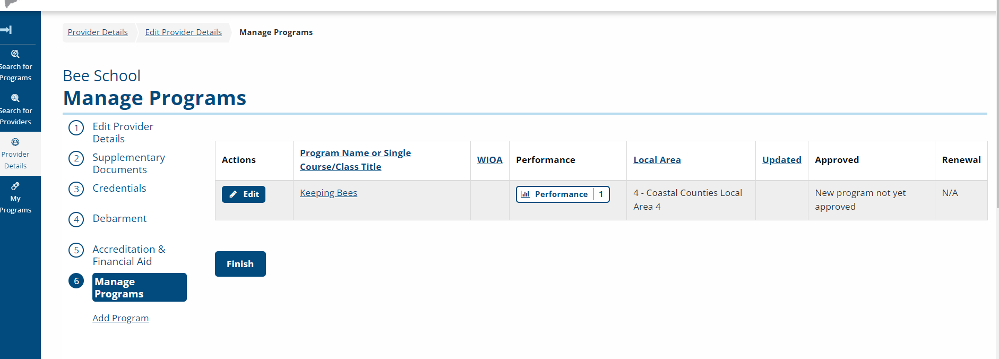 Provider Details
Edit Provider Details
Manage Programs
Search for
Programs
Search for
Providers
Provider
Details
My
Programs
Bee School
Manage Programs
1
Edit Provider
Details
2
Supplementary
Documents
3
Credentials
4
Debarment
5
Accreditation &
Financial Aid
6
Manage
Programs
Add Program
Actions
Program Name or Single
Course/Class Title
WIOA
Performance
Local Area
Updated
Approved
Renewal
Edit
Keeping Bees
Performance 1
4 - Coastal Counties Local
Area 4
New program not yet
approved
N/A
Finish